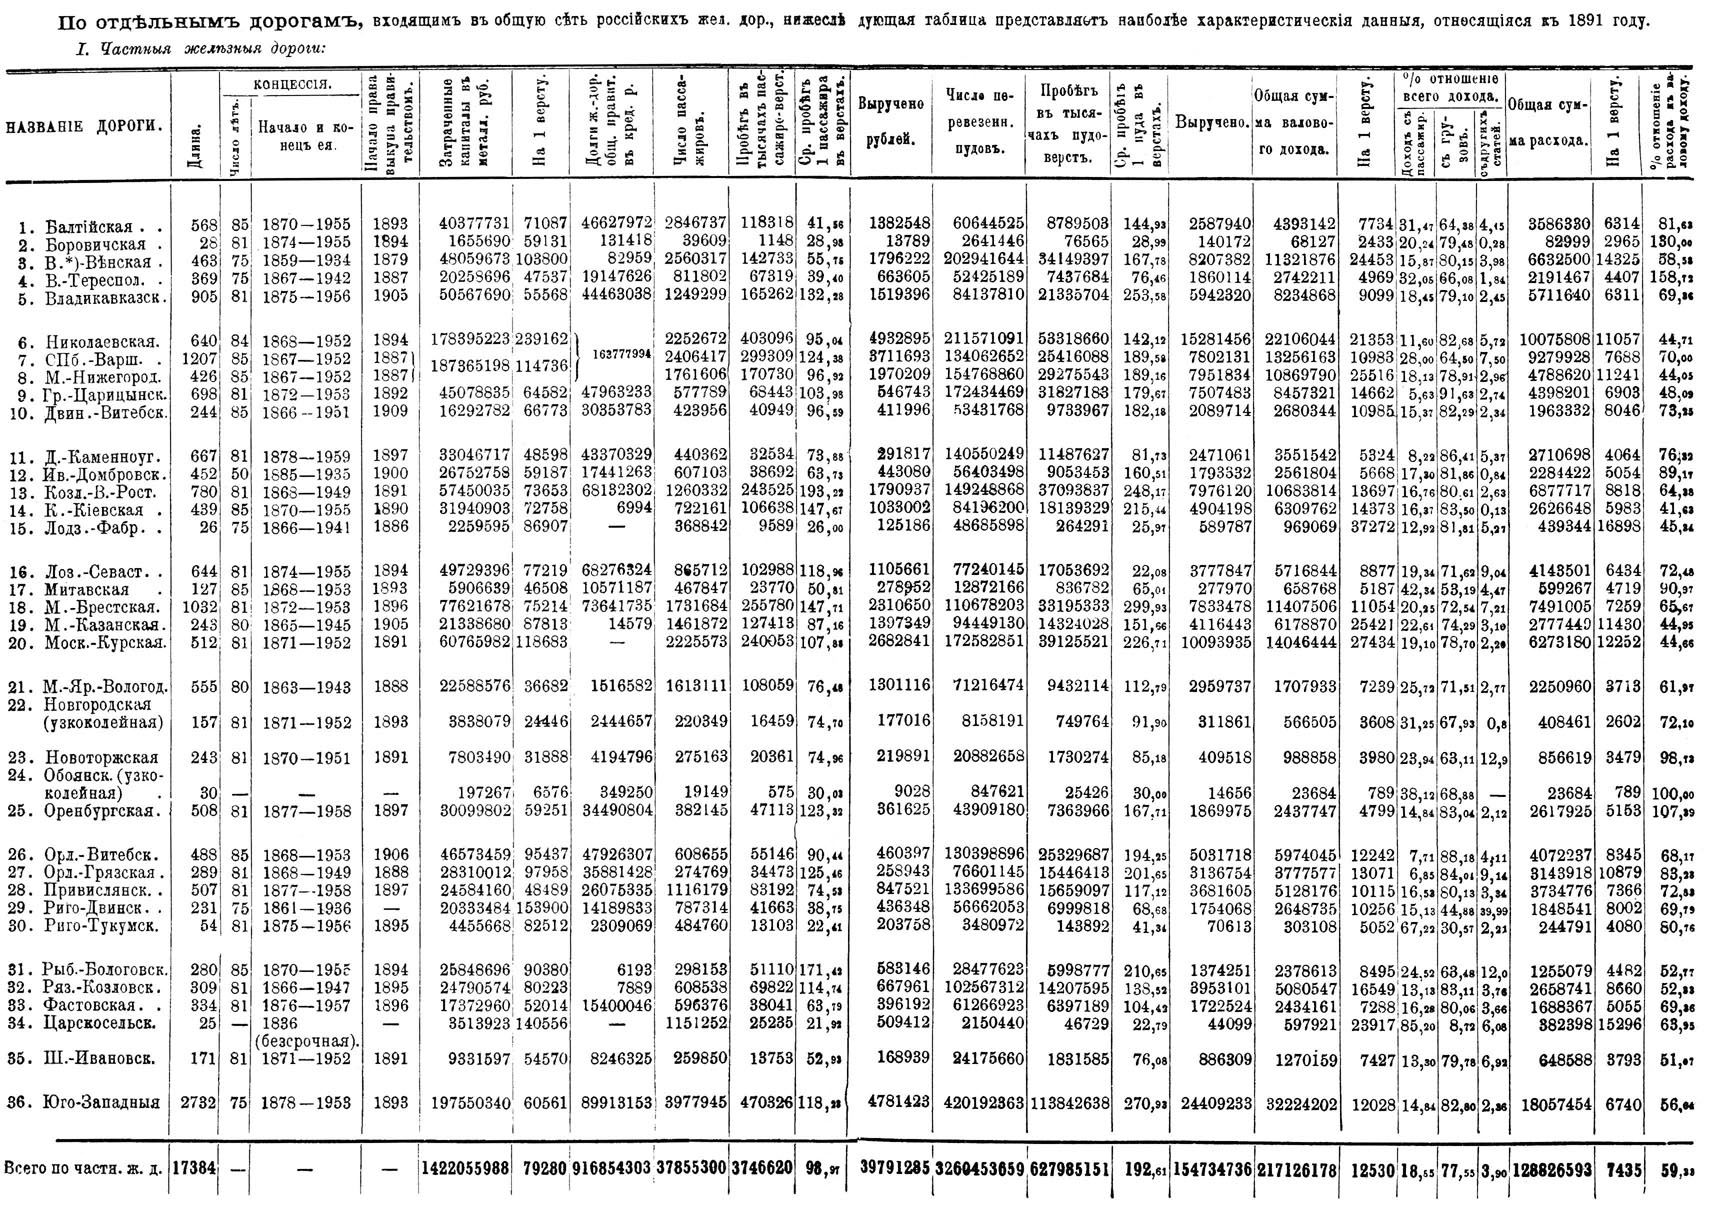 По отдѣльнымъ дорогамъ, входящимъ въ общую сѣть россійскихъ жел. дор., нижеслѣ дующая таблица представляетъ наиболѣе характеристическія данныя, относящіяся къ 1891 году.
I. Частныя желѣзныя дороги:
НАЗВАНІЕ ДОРОГИ. Длина. КОНЦЕССІЯ. Число лѣтъ. Начало и конецъ ея. Начало права выкупа правительствомъ. Затраченные капиталы въ металл. руб. На 1 версту. Долги ж.-дор. общ. правит. въ кред. р. Число пассажировъ. Пробѣгъ въ тысячахъ пассажиро-верст. Ср. пробѣгъ 1 пассажира въ верстахъ. Выручено рублей. Число перевезенн. пудовъ. Пробѣгъ въ тысячахъ пудоверстъ. Ср. пробѣгъ 1 пуда въ верстахъ. Выручено. Общая сумма валового дохода. На 1 версту. % отношеніе всего дохода. Доходъ съ пассажир. съ грузовъ. съ другихъ статей. Общая сумма расхода. На 1 версту. % отношеніе расхода къ валовому доходу.
1. Балтійская . . 568 85 1870—1955 1893 40377731 71087 46627972 2846737 118318 41,56 1382548 60644525 8789503 144,93 2587940 4393142 7734 31,47 64,38 4,15 3586330 6314 81,63
2. Боровичская . 28 81 1874—1955 1894 1655690 59131 131418 39609 1148 28,98 13789 2641446 76565 28,99 140172 68127 2433 20,24 79,48 0,28 82999 2965 130,00
3. В.*)-Вѣнская . 463 75 1859—1934 1879 48059673 103800 82959 2560317 142733 55,75 1796222 202941644 34149397 167,78 8207382 11321876 24453 15,87 80,15 3,98 6632500 14325 58,58
4. В.-Тереспол. . 369 75 1867—1942 1887 20258696 47537 19147626 811802 67319 39,40 663605 52425189 7437684 76,46 1860114 2742211 4969 32,05 66,08 1,84 2191467 4407 158,72
5. Владикавказск. 905 81 1875—1956 1905 50567690 55568 44463038 1249299 165262 132,28 1519396 84137810 21335704 253,58 5942320 8234868 9099 18,45 79,10 2,45 5711640 6311 69,36
6. Николаевская. 640 84 1868—1952 1894 178395223 239162 163777994 2252672 403096 95,04 4932895 211571091 53318660 142,12 15281456 22106044 21353 11,60 82,68 5,72 10075808 11057 44,71
7. СПб.-Варш. . 1207 85 1867—1952 1887 187365198 114736 2406417 299309 124,38 3711693 134062652 25416088 189,58 7802131 13256163 10983 28,00 64,50 7,50 9279928 7688 70,00
8. М.-Нижегород. 426 85 1867—1952 1887 1761606 170730 96,92 1970209 154768860 29275543 189,16 7951834 10869790 25516 18,13 78,91 2,96 4788620 11241 44,05
9. Гр.-Царицынск. 698 81 1872—1953 1892 45078835 64582 47963233 577789 68443 103,98 546743 172434469 31827183 179,67 7507483 8457321 14662 5,63 91,63 2,74 4398201 6903 48,09
10. Двин.-Витебск. 244 85 1866—1951 1909 16292782 66773 30353783 423956 40949 96,59 411996 53431768 9733967 182,18 2089714 2680344 10985 15,37 82,29 2,34 1963332 8046 73,25
11. Д.-Каменноуг. 667 81 1878—1959 1897 33046717 48598 43370329 440362 32534 73,88 291817 140550249 11487627 81,73 2471061 3551542 5324 8,22 86,41 5,37 2710698 4064 76,32
12. Ив.-Домбровск. 452 50 1885—1935 1900 26752758 59187 17441263 607103 38692 63,73 443080 56403498 9053453 160,51 1793332 2561804 5668 17,30 81,86 0,84 2284422 5054 89,17
13. Козл.-В.-Рост. 780 81 1868—1949 1891 57450035 73653 68132302 1260332 243525 193,22 1790937 149248868 37093837 248,17 7976120 10683814 13697 16,76 80,61 2,63 6877717 8818 64,38
14. К.-Кіевская . 439 85 1870—1955 1890 31940903 72758 6994 722161 106638 147,67 1033002 84196200 18139329 215,44 4904198 6309762 14373 16,37 83,50 0,13 2626648 5983 41,63
15. Лодз.-Фабр. . 26 75 1866—1941 1886 2259595 86907 — 368842 9589 26,00 125186 48685898 264291 25,97 589787 969069 37272 12,92 81,81 5,27 439344 16898 45,34
16. Лоз.-Севаст. . 644 81 1874—1955 1894 49729396 77219 68276324 865712 102988 118,96 1105661 77240145 17053692 22,08 3777847 5716844 8877 19,34 71,62 9,04 4143501 6434 72,48
17. Митавская . 127 85 1868—1953 1893 5906639 46508 10571187 467847 23770 50,81 278952 12872166 836782 65,01 277970 658768 5187 42,34 53,19 4,47 599267 4719 90,97
18. М.-Брестская. 1032 81 1872—1953 1896 77621678 75214 73641735 1731684 255780 147,71 2310650 110678203 33195333 299,93 7833478 11407506 11054 20,25 72,54 7,21 7491005 7259 65,67
19. М.-Казанская. 243 80 1865—1945 1905 21338680 87813 14579 1461872 127413 87,16 1397349 94449130 14324028 151,66 4116443 6178870 25421 22,61 74,29 3,10 2777449 11430 44,95
20. Моск.-Курская. 512 81 1871—1952 1891 60765982 118683 — 2225573 240053 107,88 2682841 172582851 39125521 226,71 10093935 14046444 27434 19,10 78,70 2,20 6273180 12252 44,66
21. М.-Яр.-Вологод. 555 80 1863—1943 1888 22588576 36682 1516582 1613111 108059 76,48 1301116 71216474 9432114 112,79 2959737 1707933 7239 25,72 71,51 2,77 2250960 3713 61,97
22. Новгородская
(узкоколейная) 157 81 1871—1952 1893 3838079 24446 2444657 220349 16459 74,70 177016 8158191 749764 91,90 311861 566505 3608 31,25 67,93 0,8 408461 2602 72,10
23. Новоторжская 243 81 1870—1951 1891 7803490 31888 4194796 275163 20361 74,96 219891 20882658 1730274 85,18 409518 988858 3980 23,94 63,11 12,9 856619 3479 98,73
24. Обоянск. (узко-
колейная) . 30 — — — 197267 6576 349250 19149 575 30,03 9028 847621 25426 30,00 14656 23684 789 38,12 68,88 — 23684 789 100,00
25. Оренбургская. 508 81 1877—1958 1897 30099802 59251 34490804 382145 47113 123,32 361625 43909180 7363966 167,71 1869975 2437747 4799 14,84 83,04 2,12 2617925 5153 107,39
26. Орл.-Витебск. 488 85 1868—1953 1906 46573459 95437 47926307 608655 55146 90,44 460397 130398896 25329687 194,25 5031718 5974045 12242 7,71 88,18 4,11 4072237 8345 68,17
27. Орл.-Грязская . 289 81 1868—1949 1888 28310012 97958 35881428 274769 34473 125,46 258943 76601145 15446413 201,65 3136754 3777577 13071 6,85 84,01 9,14 3143918 10879 83,23
28. Привислянск. . 507 81 1877—1958 1897 24584160 48489 26075335 1116179 83192 74,53 847521 133699586 15659097 117,12 3681605 5128176 10115 16,53 80,13 3,34 3734776 7366 72,83
29. Риго-Двинск. . 231 75 1861—1936 — 20333484 153900 14189833 787314 41663 38,75 436348 56662053 6999818 68,68 1754068 2648735 10256 15,13 44,88 39,99 1848541 8002 69,79
30. Риго-Тукумск. 54 81 1875—1956 1895 4455668 82512 2309069 484760 13103 22,41 203758 3480972 143892 41,34 70613 303108 5052 67,22 30,57 2,21 244791 4080 80,76
31. Рыб.-Бологовск. 280 85 1870—1955 1894 25848696 90380 6193 298153 51110 171,42 583146 28477623 5998777 210,65 1374251 2378613 8495 24,52 63,48 12,0 1255079 4482 52,77
32. Ряз.-Козловск. 309 81 1866—1947 1895 24790574 80223 7889 608538 69822 114,74 667961 102567312 14207595 138,52 3953101 5080547 16549 13,13 83,11 3,76 2658741 8660 52,33
33. Фастовская. . 334 81 1876—1957 1896 17372960 52014 15400046 596376 38041 63,79 396192 61266923 6397189 104,42 1722524 2434161 7288 16,28 80,06 3,66 1688367 5055 69,36
34. Царскосельск. 25 — 1836 — 3513923 140556 — 1151252 25235 21,92 509412 2150440 46729 22,79 44099 597921 23917 85,20 8,72 6,08 382398 15296 63,95
(безсрочная).
35. Ш.-Ивановск. 171 81 1871—1952 1891 9331597 54570 8246325 259850 13753 52,93 168939 24175660 1831585 76,08 886309 1270159 7427 13,30 79,78 6,92 648588 3793 51,07
36. Юго-Западныя 2732 75 1878—1953 1893 197550340 60561 89913153 3977945 470326 118,23 4781423 420192363 113842638 270,93 24409233 32224202 12028 14,84 82,80 2,36 18057454 6740 56,04
Всего по частн. ж. д. 17384 — — — 1422055988 79280 916854303 37855300 3746620 98,97 39791285 3260453659 627985151 192,61 154734736 217126178 12530 18,55 77,55 3,90 128826593 7435 59,33